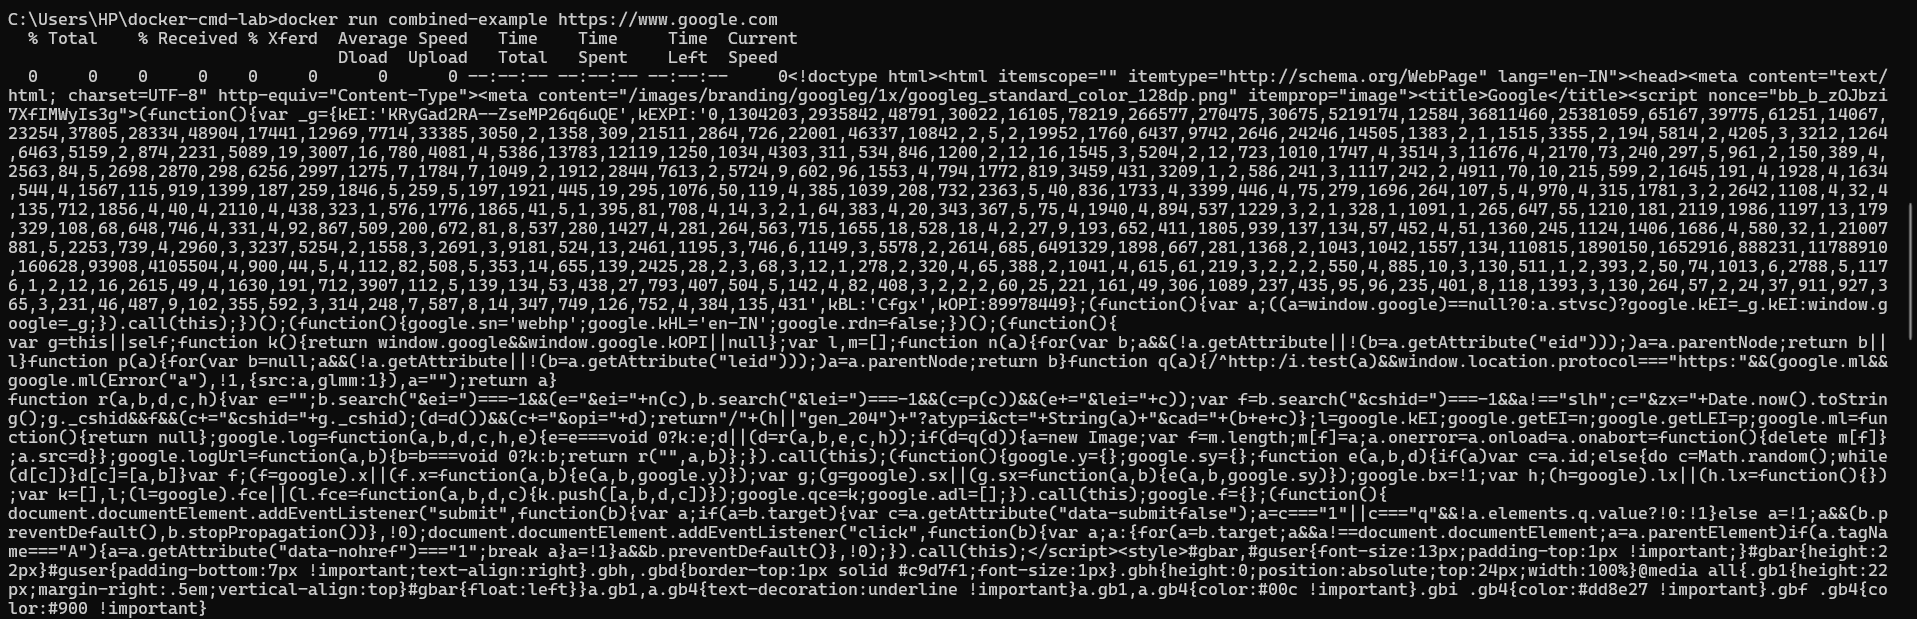 C:\Users\HP\docker-cmd-lab>docker run combined-example https://www.google.com
  % Total    % Received % Xferd  Average Speed   Time    Time     Time  Current
                                 Dload  Upload   Total   Spent    Left  Speed
  0     0    0     0    0     0      0      0 --:--:-- --:--:-- --:--:--     0<!doctype html><html itemscope="" itemtype="http://schema.org/WebPage" lang="en-IN"><head><meta content="text/
html; charset=UTF-8" http-equiv="Content-Type"><meta content="/images/branding/googleg/1x/googleg_standard_color_128dp.png" itemprop="image"><title>Google</title><script nonce="bb_b_zOJbzi
7XfIMWyIs3g">(function(){var _g={kEI:'kRyGad2RA--ZseMP26q6uQE',kEXPI:'0,1304203,2935842,48791,30022,16105,78219,266577,270475,30675,5219174,12584,36811460,25381059,65167,39775,61251,14067,
23254,37805,28334,48904,17441,12969,7714,33385,3050,2,1358,309,21511,2864,726,22001,46337,10842,2,5,2,19952,1760,6437,9742,2646,24246,14505,1383,2,1,1515,3355,2,194,5814,2,4205,3,3212,1264
,6463,5159,2,874,2231,5089,19,3007,16,780,4081,4,5386,13783,12119,1250,1034,4303,311,534,846,1200,2,12,16,1545,3,5204,2,12,723,1010,1747,4,3514,3,11676,4,2170,73,240,297,5,961,2,150,389,4,
2563,84,5,2698,2870,298,6256,2997,1275,7,1784,7,1049,2,1912,2844,7613,2,5724,9,602,96,1553,4,794,1772,819,3459,431,3209,1,2,586,241,3,1117,242,2,4911,70,10,215,599,2,1645,191,4,1928,4,1634
,544,4,1567,115,919,1399,187,259,1846,5,259,5,197,1921,445,19,295,1076,50,119,4,385,1039,208,732,2363,5,40,836,1733,4,3399,446,4,75,279,1696,264,107,5,4,970,4,315,1781,3,2,2642,1108,4,32,4
,135,712,1856,4,40,4,2110,4,438,323,1,576,1776,1865,41,5,1,395,81,708,4,14,3,2,1,64,383,4,20,343,367,5,75,4,1940,4,894,537,1229,3,2,1,328,1,1091,1,265,647,55,1210,181,2119,1986,1197,13,179
,329,108,68,648,746,4,331,4,92,867,509,200,672,81,8,537,280,1427,4,281,264,563,715,1655,18,528,18,4,2,27,9,193,652,411,1805,939,137,134,57,452,4,51,1360,245,1124,1406,1686,4,580,32,1,21007
881,5,2253,739,4,2960,3,3237,5254,2,1558,3,2691,3,9181,524,13,2461,1195,3,746,6,1149,3,5578,2,2614,685,6491329,1898,667,281,1368,2,1043,1042,1557,134,110815,1890150,1652916,888231,11788910
,160628,93908,4105504,4,900,44,5,4,112,82,508,5,353,14,655,139,2425,28,2,3,68,3,12,1,278,2,320,4,65,388,2,1041,4,615,61,219,3,2,2,2,550,4,885,10,3,130,511,1,2,393,2,50,74,1013,6,2788,5,117
6,1,2,12,16,2615,49,4,1630,191,712,3907,112,5,139,134,53,438,27,793,407,504,5,142,4,82,408,3,2,2,2,60,25,221,161,49,306,1089,237,435,95,96,235,401,8,118,1393,3,130,264,57,2,24,37,911,927,3
65,3,231,46,487,9,102,355,592,3,314,248,7,587,8,14,347,749,126,752,4,384,135,431',kBL:'Cfgx',kOPI:89978449};(function(){var a;((a=window.google)==null?0:a.stvsc)?google.kEI=_g.kEI:window.g
oogle=_g;}).call(this);})();(function(){google.sn='webhp';google.kHL='en-IN';google.rdn=false;})();(function(){
var g=this||self;function k(){return window.google&&window.google.kOPI||null};var l,m=[];function n(a){for(var b;a&&(!a.getAttribute||!(b=a.getAttribute("eid")));)a=a.parentNode;return b||
l}function p(a){for(var b=null;a&&(!a.getAttribute||!(b=a.getAttribute("leid")));)a=a.parentNode;return b}function q(a){/^http:/i.test(a)&&window.location.protocol==="https:"&&(google.ml&&
google.ml(Error("a"),!1,{src:a,glmm:1}),a="");return a}
function r(a,b,d,c,h){var e="";b.search("&ei=")===-1&&(e="&ei="+n(c),b.search("&lei=")===-1&&(c=p(c))&&(e+="&lei="+c));var f=b.search("&cshid=")===-1&&a!=="slh";c="&zx="+Date.now().toStrin
g();g._cshid&&f&&(c+="&cshid="+g._cshid);(d=d())&&(c+="&opi="+d);return"/"+(h||"gen_204")+"?atyp=i&ct="+String(a)+"&cad="+(b+e+c)};l=google.kEI;google.getEI=n;google.getLEI=p;google.ml=fu
nction(){return null};google.log=function(a,b,d,c,h,e){e=e===void 0?k:e;d||(d=r(a,b,e,c,h));if(d=q(d)){a=new Image;var f=m.length;m[f]=a;a.onerror=a.onload=a.onabort=function(){delete m[f]}
;a.src=d}};google.logUrl=function(a,b){b=b===void 0?k:b;return r("",a,b)};}).call(this);(function(){google.y={};google.sy={};function e(a,b,d){if(a)var c=a.id;else{do c=Math.random();while
(d[c])}d[c]=[a,b]}var f;(f=google).x||(f.x=function(a,b){e(a,b,google.y)});var g;(g=google).sx||(g.sx=function(a,b){e(a,b,google.sy)});google.bx=!1;var h;(h=google).lx||(h.lx=function(){})
;var k=[],l;(l=google).fce||(l.fce=function(a,b,d,c){k.push([a,b,d,c])});google.qce=k;google.adl=[];}).call(this);google.f={};(function(){
document.documentElement.addEventListener("submit",function(b){var a;if(a=b.target){var c=a.getAttribute("data-submitfalse");a=c==="1"||c==="q"&&!a.elements.q.value?!0:!1}else a=!1;a&&(b.p
reventDefault(),b.stopPropagation())},!0);document.documentElement.addEventListener("click",function(b){var a;a:{for(a=b.target;a&&a!==document.documentElement;a=a.parentElement)if(a.tagNa
me==="A"){a=a.getAttribute("data-nohref")==="1";break a}a=!1}a&&b.preventDefault()},!0);}).call(this);</script><style>#gbar,#guser{font-size:13px;padding-top:1px !important;}#gbar{height:2
2px}#guser{padding-bottom:7px !important;text-align:right}.gbh,.gbd{border-top:1px solid #c9d7f1;font-size:1px}.gbh{height:0;position:absolute;top:24px;width:100%}@media all{.gb1{height:22
px;margin-right:.5em;vertical-align:top}#gbar{float:left}}a.gb1,a.gb4{text-decoration:underline !important}a.gb1,a.gb4{color:#00c !important}.gbi .gb4{color:#dd8e27 !important}.gbf .gb4{co
lor:#900 !important}